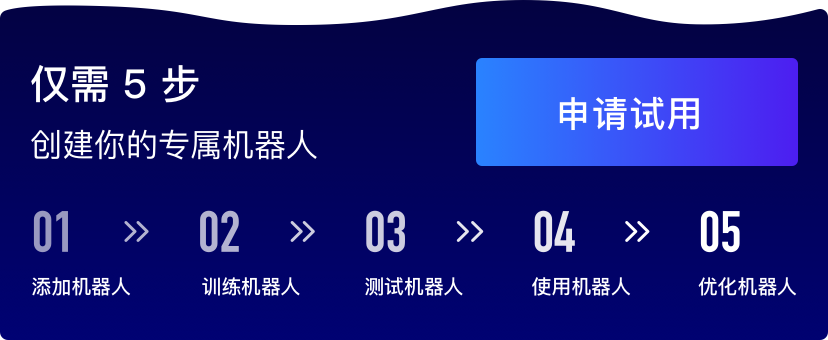 仅需 5 步
创建你的专属机器人
申请试用
01 02 03 04 05
添加机器人 训练机器人 测试机器人 使用机器人 优化机器人